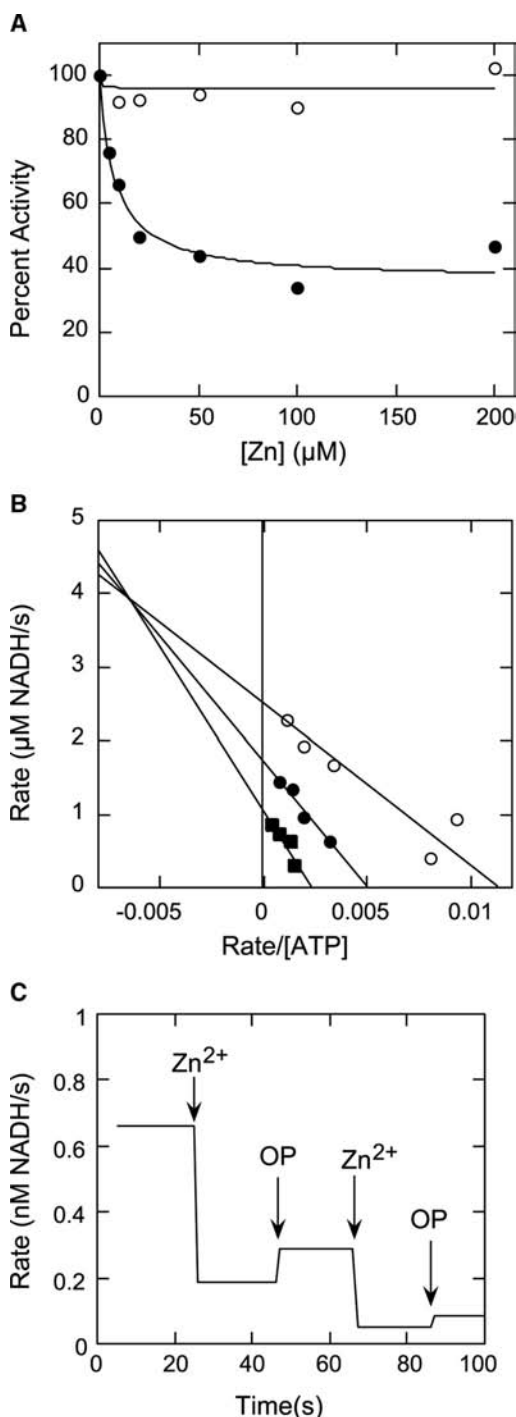 A
100
80
60
40
20
0
Percent Activity
0 50 100 150 200
[Zn] (µM)
B
5
4
3
2
1
0
Rate (µM NADH/s)
-0.005 0 0.005 0.01
Rate/[ATP]
C
1
0.8
0.6
0.4
0.2
0
Rate (nM NADH/s)
Zn²⁺
OP
Zn²⁺
OP
0 20 40 60 80 100
Time(s)